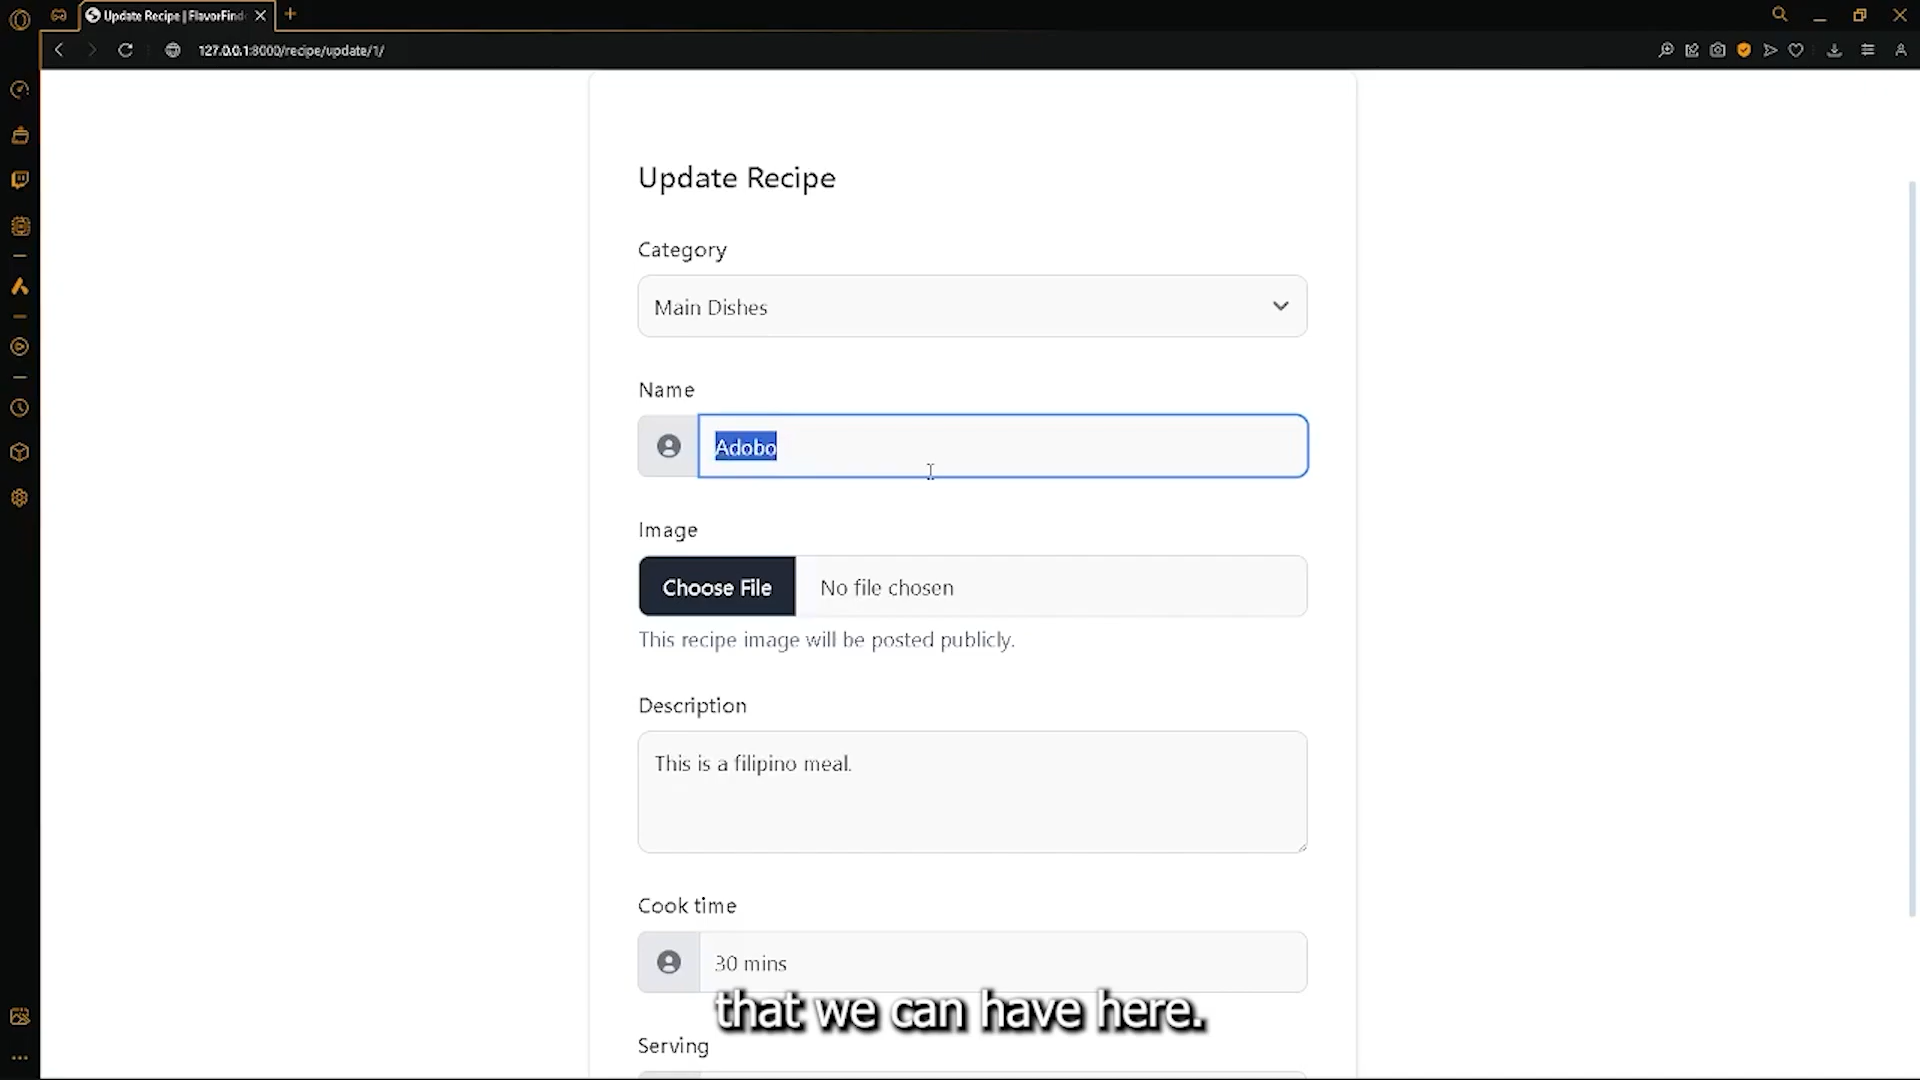 Update Recipe | FlavorFind
127.0.0.1:8000/recipe/update/1/
Update Recipe
Category
Main Dishes
Name
Adobo
Image
Choose File
No file chosen
This recipe image will be posted publicly.
Description
This is a filipino meal.
Cook time
30 mins
that we can have here.
Serving